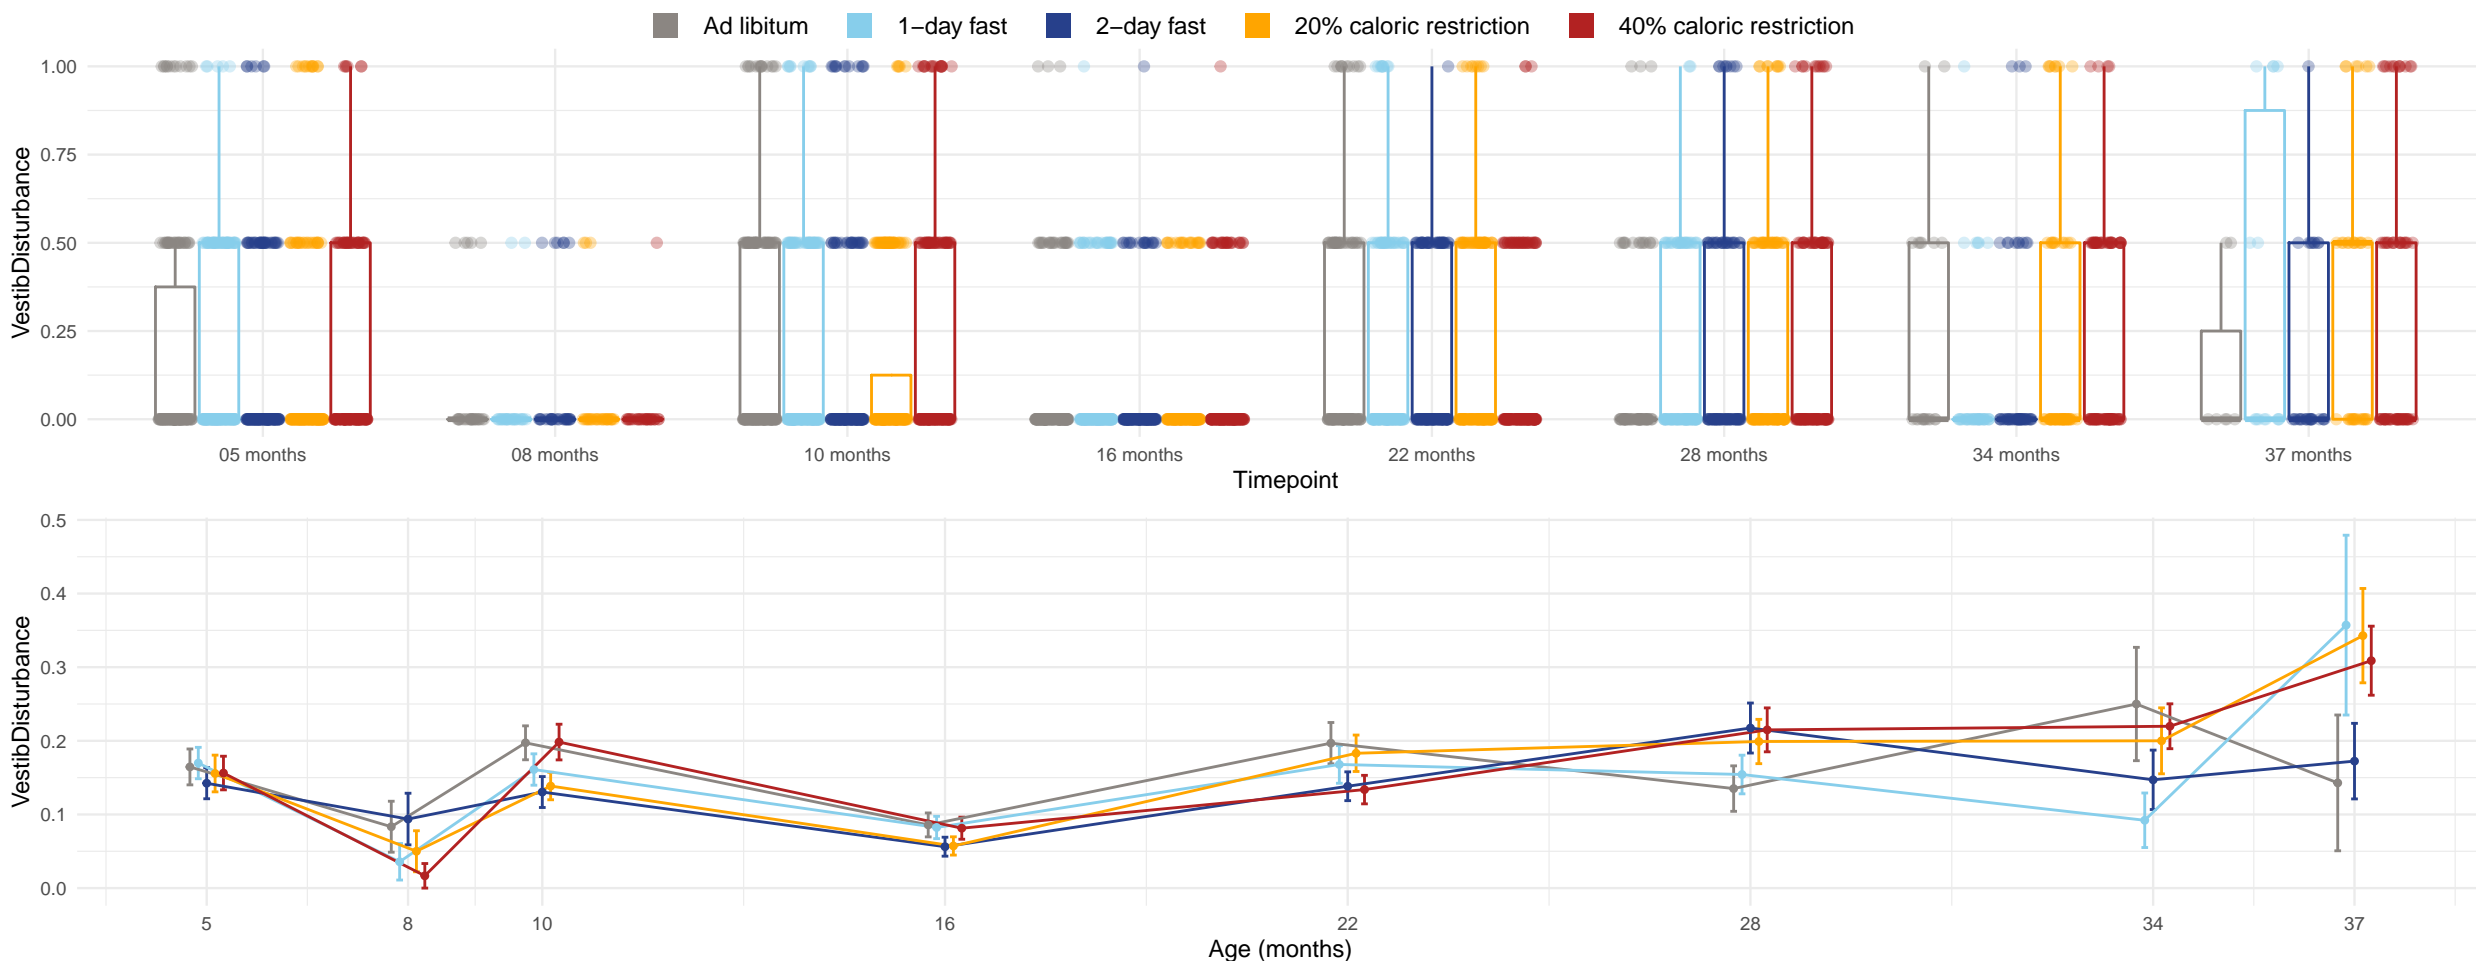 Ad libitum 1−day fast 2−day fast 20% caloric restriction 40% caloric restriction
1.00
0.75
0.50
0.25
0.00
VestibDisturbance
05 months 08 months 10 months 16 months 22 months 28 months 34 months 37 months
Timepoint
0.5
0.4
0.3
0.2
0.1
0.0
VestibDisturbance
5 8 10 16 22 28 34 37
Age (months)